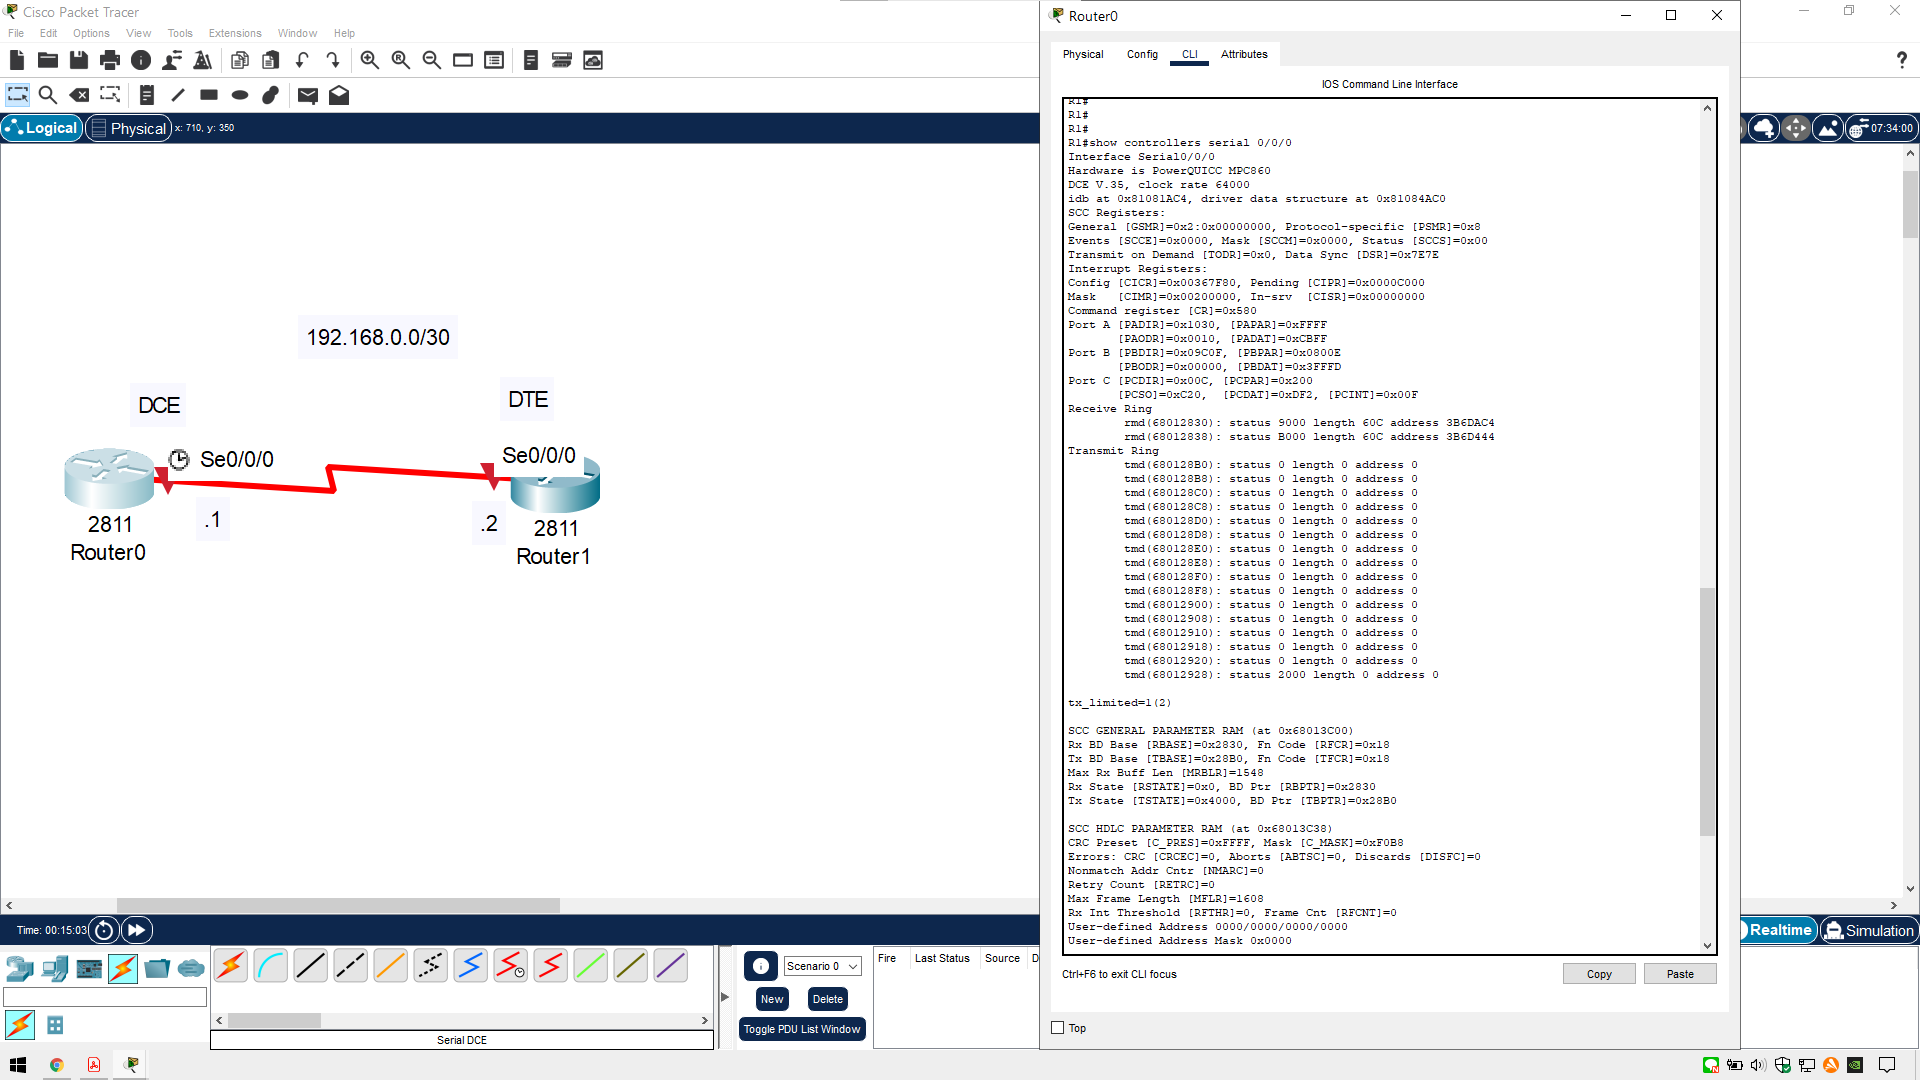 Cisco Packet Tracer
File Edit Options View Tools Extensions Window Help
Logical
Physical
x: 710, y: 350
07:34:00
192.168.0.0/30
DCE
DTE
Se0/0/0
Se0/0/0
.1
.2
2811
Router0
2811
Router1
Time: 00:15:03
Realtime
Simulation
Scenario 0
New
Delete
Toggle PDU List Window
Fire Last Status Source D
Serial DCE
Router0
Physical Config CLI Attributes
IOS Command Line Interface
R1#
R1#
R1#
R1#show controllers serial 0/0/0
Interface Serial0/0/0
Hardware is PowerQUICC MPC860
DCE V.35, clock rate 64000
idb at 0x81081AC4, driver data structure at 0x81084AC0
SCC Registers:
General [GSMR]=0x2:0x00000000, Protocol-specific [PSMR]=0x8
Events [SCCE]=0x0000, Mask [SCCM]=0x0000, Status [SCCS]=0x00
Transmit on Demand [TODR]=0x0, Data Sync [DSR]=0x7E7E
Interrupt Registers:
Config [CICR]=0x00367F80, Pending [CIPR]=0x0000C000
Mask   [CIMR]=0x00200000, In-srv  [CISR]=0x00000000
Command register [CR]=0x580
Port A [PADIR]=0x1030, [PAPAR]=0xFFFF
       [PAODR]=0x0010, [PADAT]=0xCBFF
Port B [PBDIR]=0x09C0F, [PBPAR]=0x0800E
       [PBODR]=0x00000, [PBDAT]=0x3FFFD
Port C [PCDIR]=0x00C, [PCPAR]=0x200
       [PCSO]=0xC20,  [PCDAT]=0xDF2, [PCINT]=0x00F
Receive Ring
        rmd(68012830): status 9000 length 60C address 3B6DAC4
        rmd(68012838): status B000 length 60C address 3B6D444
Transmit Ring
        tmd(680128B0): status 0 length 0 address 0
        tmd(680128B8): status 0 length 0 address 0
        tmd(680128C0): status 0 length 0 address 0
        tmd(680128C8): status 0 length 0 address 0
        tmd(680128D0): status 0 length 0 address 0
        tmd(680128D8): status 0 length 0 address 0
        tmd(680128E0): status 0 length 0 address 0
        tmd(680128E8): status 0 length 0 address 0
        tmd(680128F0): status 0 length 0 address 0
        tmd(680128F8): status 0 length 0 address 0
        tmd(68012900): status 0 length 0 address 0
        tmd(68012908): status 0 length 0 address 0
        tmd(68012910): status 0 length 0 address 0
        tmd(68012918): status 0 length 0 address 0
        tmd(68012920): status 0 length 0 address 0
        tmd(68012928): status 2000 length 0 address 0
tx_limited=1(2)
SCC GENERAL PARAMETER RAM (at 0x68013C00)
Rx BD Base [RBASE]=0x2830, Fn Code [RFCR]=0x18
Tx BD Base [TBASE]=0x28B0, Fn Code [TFCR]=0x18
Max Rx Buff Len [MRBLR]=1548
Rx State [RSTATE]=0x0, BD Ptr [RBPTR]=0x2830
Tx State [TSTATE]=0x4000, BD Ptr [TBPTR]=0x28B0
SCC HDLC PARAMETER RAM (at 0x68013C38)
CRC Preset [C_PRES]=0xFFFF, Mask [C_MASK]=0xF0B8
Errors: CRC [CRCEC]=0, Aborts [ABTSC]=0, Discards [DISFC]=0
Nonmatch Addr Cntr [NMARC]=0
Retry Count [RETRC]=0
Max Frame Length [MFLR]=1608
Rx Int Threshold [RFTHR]=0, Frame Cnt [RFCNT]=0
User-defined Address 0000/0000/0000/0000
User-defined Address Mask 0x0000
Ctrl+F6 to exit CLI focus
Copy
Paste
Top